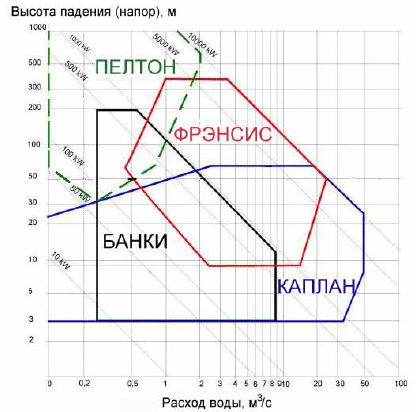 Высота падения (напор), м
1000
500
300
200
100
50
30
20
10
5
3
2
1000 kW
500 kW
100 kW
50 kW
10 kW
5000 kW
10000 kW
ПЕЛТОН
ФРЭНСИС
БАНКИ
КАПЛАН
0 0,2 0,5 1 2 3 4 5 6 7 8 9 10 20 30 50 100
Расход воды, м³/с